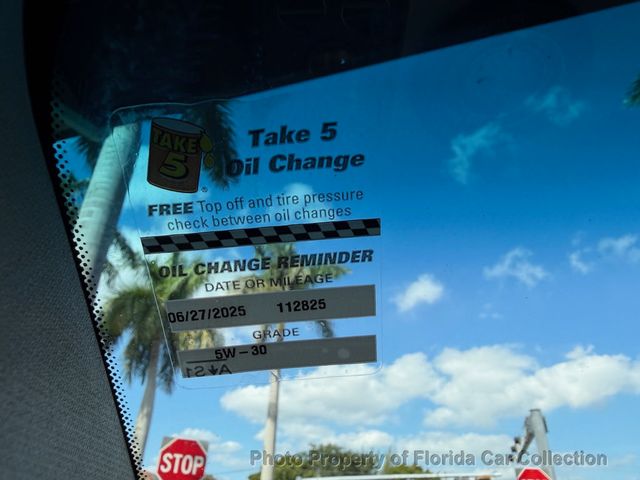 TAKE
5
®
Take 5
Oil Change
FREE Top off and tire pressure
check between oil changes
OIL CHANGE REMINDER
DATE OR MILEAGE
06/27/2025 112825
GRADE
5W-30
STOP
Photo Property of Florida Car Collection